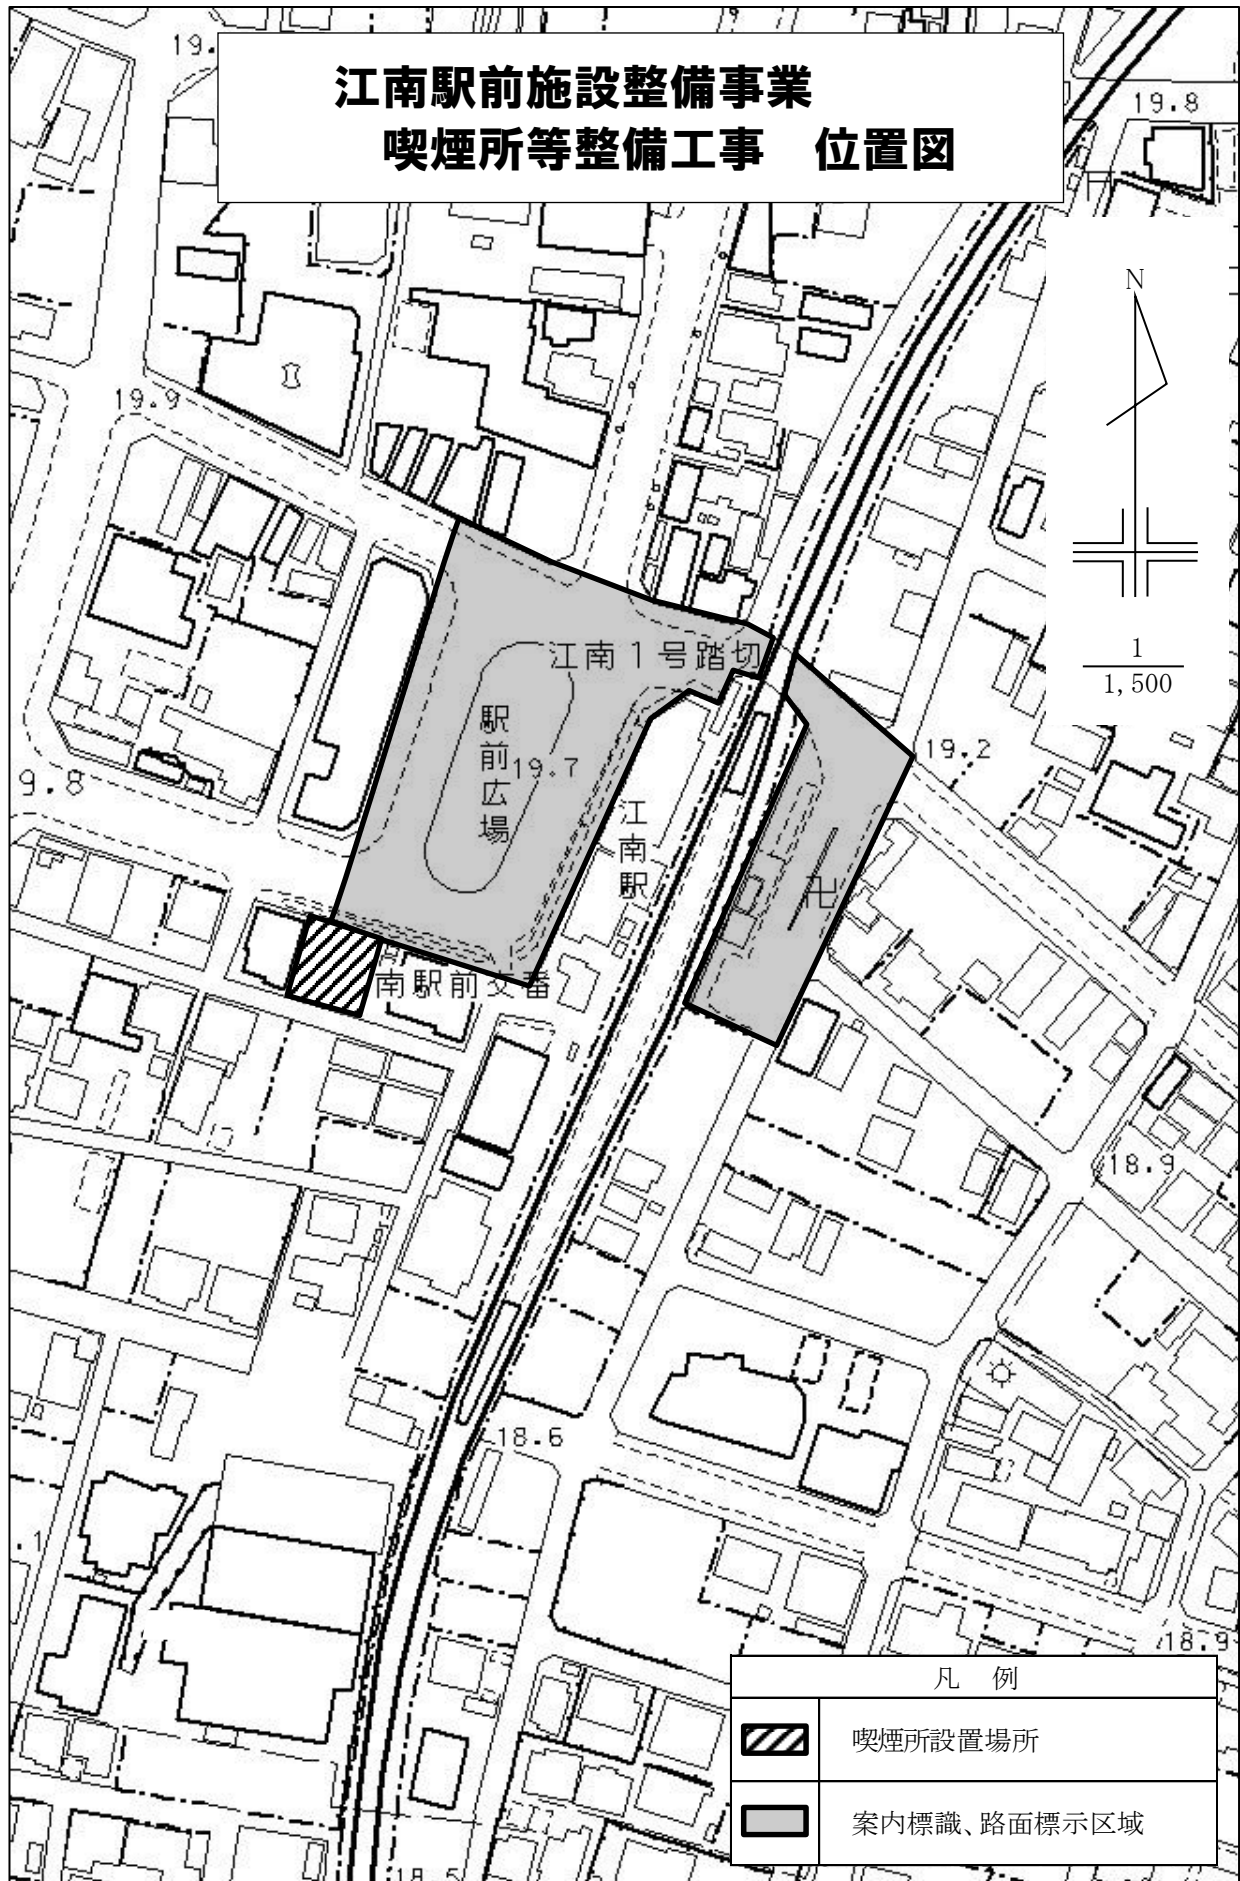 江南駅前施設整備事業
喫煙所等整備工事　位置図
19.
19.8
N
19.9
1
1,500
江南１号踏切
駅前広場
19.7
19.2
9.8
江南駅
卍
南駅前交番
18.9
18.6
.1
18.9
凡　例
喫煙所設置場所
案内標識、路面標示区域
18.5